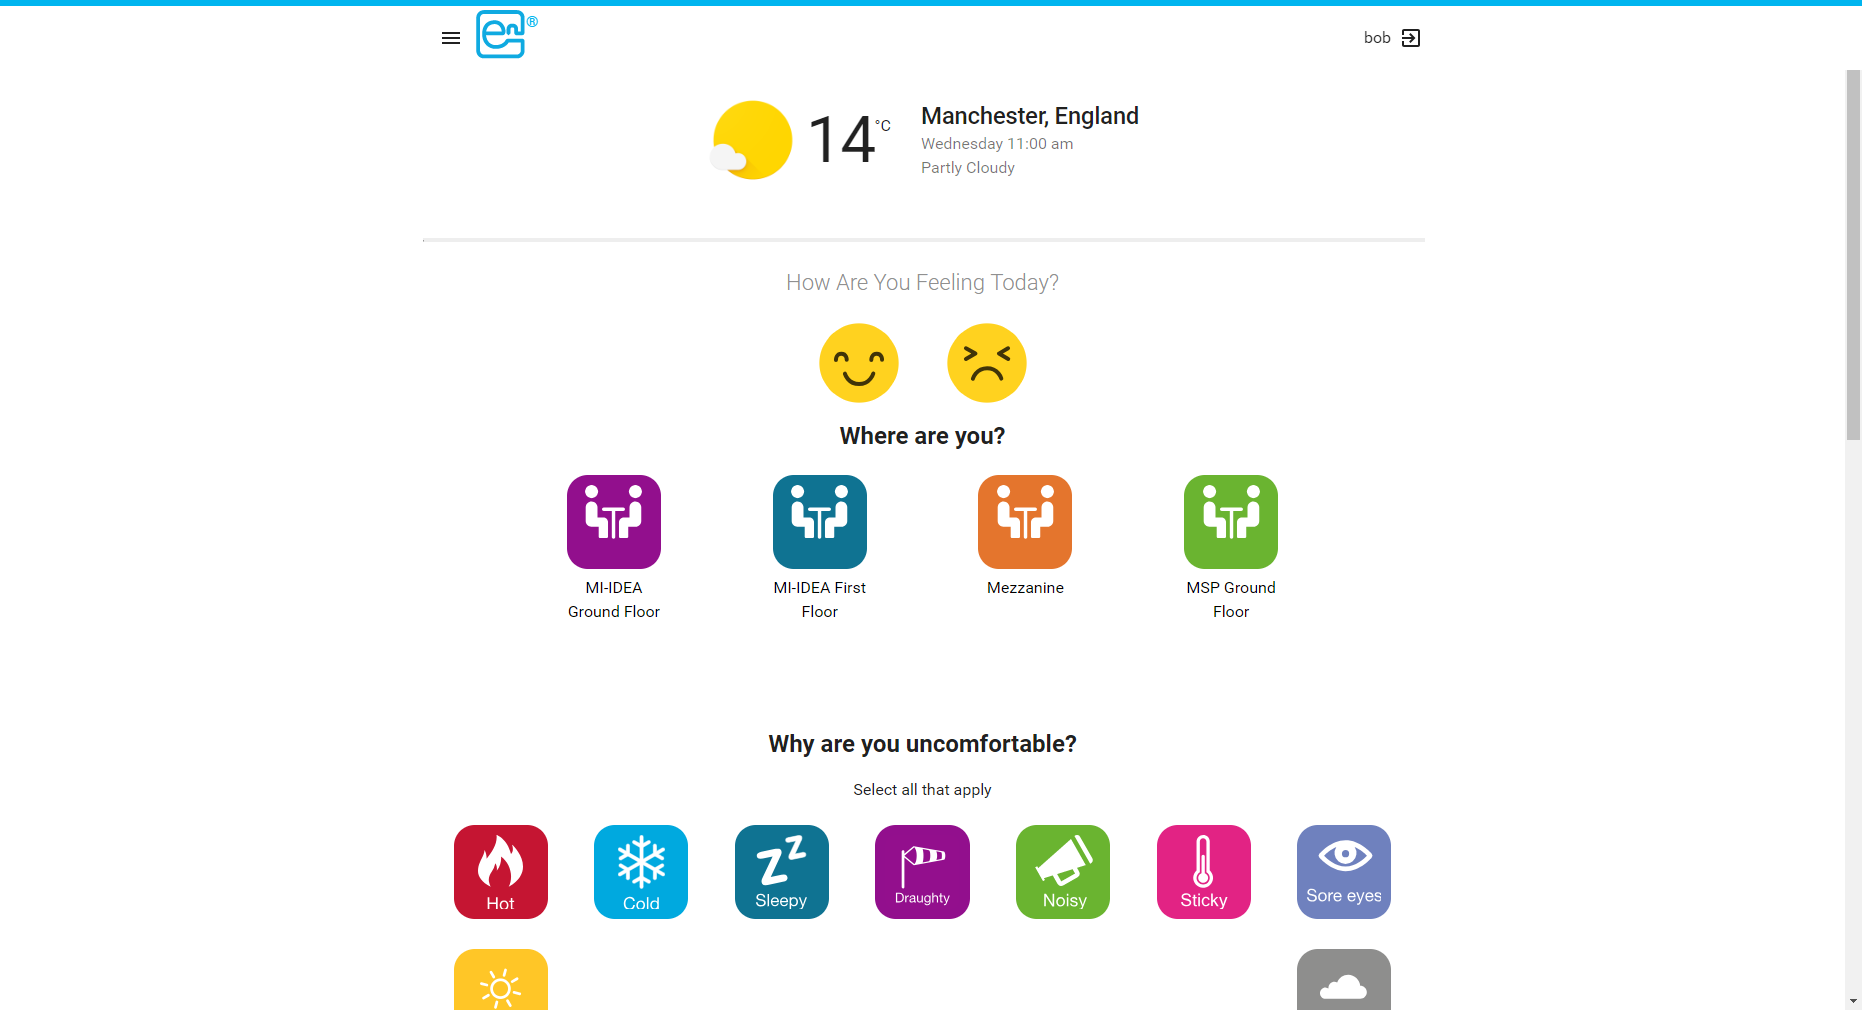 en®
bob
14 °C
Manchester, England
Wednesday 11:00 am
Partly Cloudy
How Are You Feeling Today?
Where are you?
MI-IDEA
Ground Floor
MI-IDEA First
Floor
Mezzanine
MSP Ground
Floor
Why are you uncomfortable?
Select all that apply
Hot
Cold
Sleepy
Draughty
Noisy
Sticky
Sore eyes